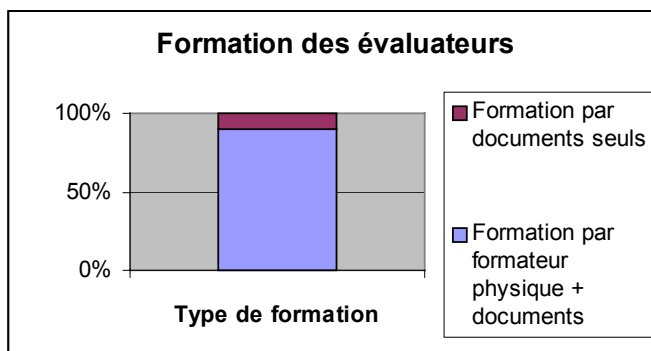 Formation des évaluateurs
100%
50%
0%
Type de formation
Formation par
documents seuls
Formation par
formateur
physique +
documents